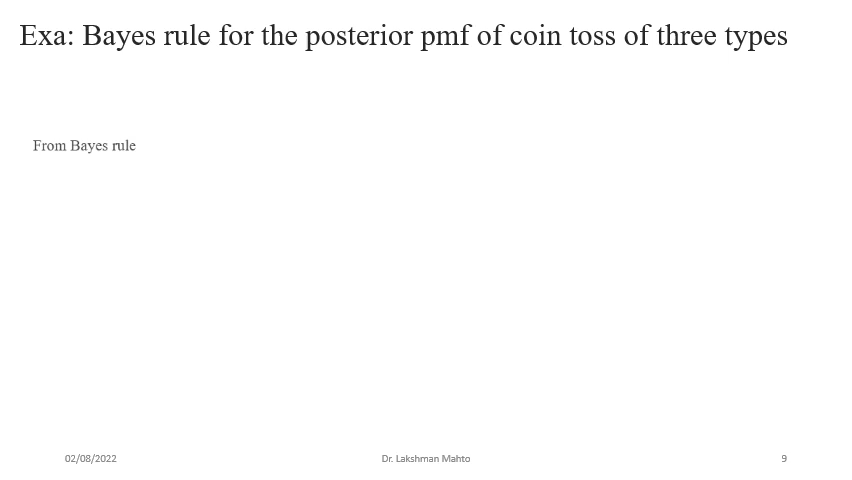 Exa: Bayes rule for the posterior pmf of coin toss of three types
From Bayes rule
02/08/2022
Dr. Lakshman Mahto
9